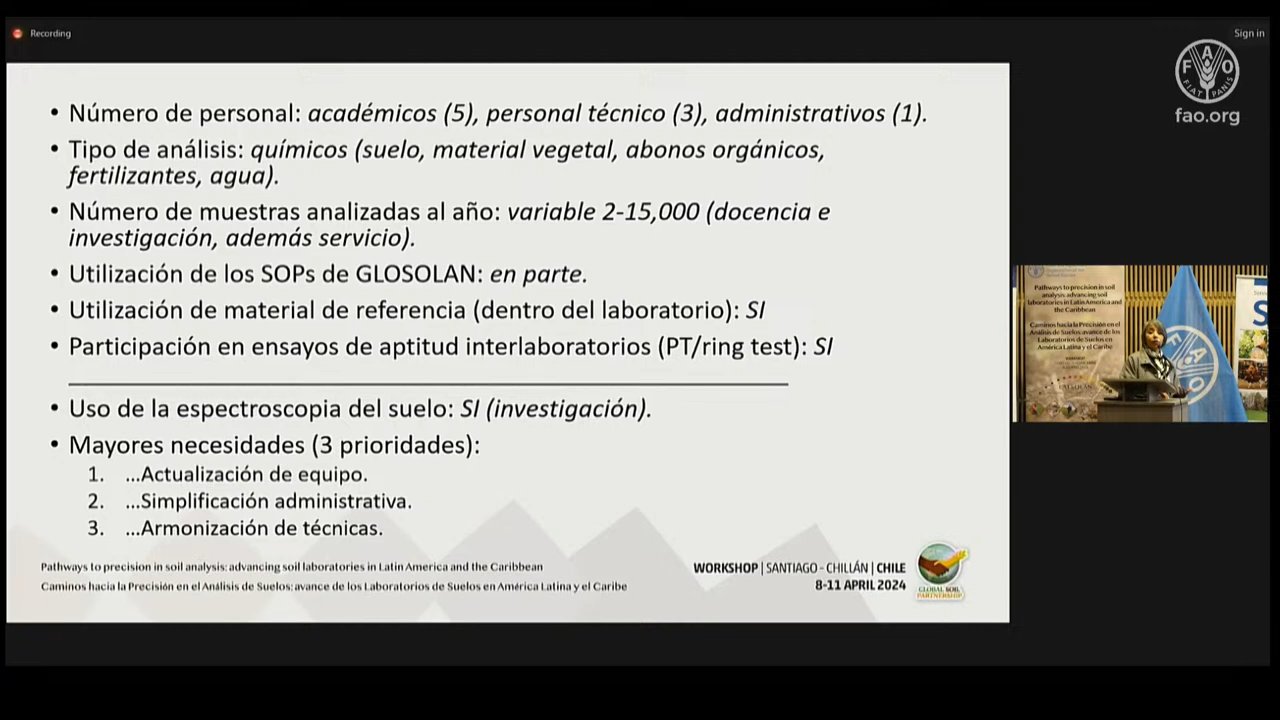 Recording
Sign in
FAO
FIAT PANIS
fao.org
• Número de personal: académicos (5), personal técnico (3), administrativos (1).
• Tipo de análisis: químicos (suelo, material vegetal, abonos orgánicos,
fertilizantes, agua).
• Número de muestras analizadas al año: variable 2-15,000 (docencia e
investigación, además servicio).
• Utilización de los SOPs de GLOSOLAN: en parte.
• Utilización de material de referencia (dentro del laboratorio): SI
• Participación en ensayos de aptitud interlaboratorios (PT/ring test): SI
• Uso de la espectroscopia del suelo: SI (investigación).
• Mayores necesidades (3 prioridades):
1. ...Actualización de equipo.
2. ...Simplificación administrativa.
3. ...Armonización de técnicas.
Pathways to precision in soil analysis: advancing soil laboratories in Latin America and the Caribbean
Caminos hacia la Precisión en el Análisis de Suelos: avance de los Laboratorios de Suelos en América Latina y el Caribe
WORKSHOP | SANTIAGO - CHILLÁN | CHILE
8-11 APRIL 2024
GLOBAL SOIL
PARTNERSHIP
Pathways to precision in soil
analysis: advancing soil
laboratories in Latin America and
the Caribbean
Caminos hacia la Precisión en el
Análisis de Suelos: avance de los
Laboratorios de Suelos en
América Latina y el Caribe